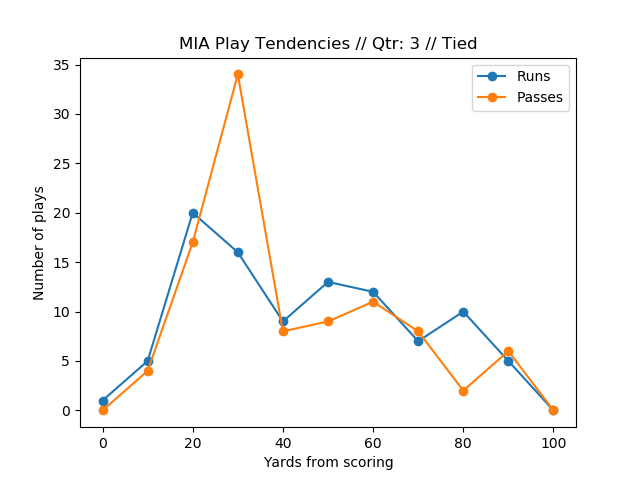 MIA Play Tendencies // Qtr: 3 // Tied
Runs
Passes
Number of plays
35
30
25
20
15
10
5
0
0 20 40 60 80 100
Yards from scoring